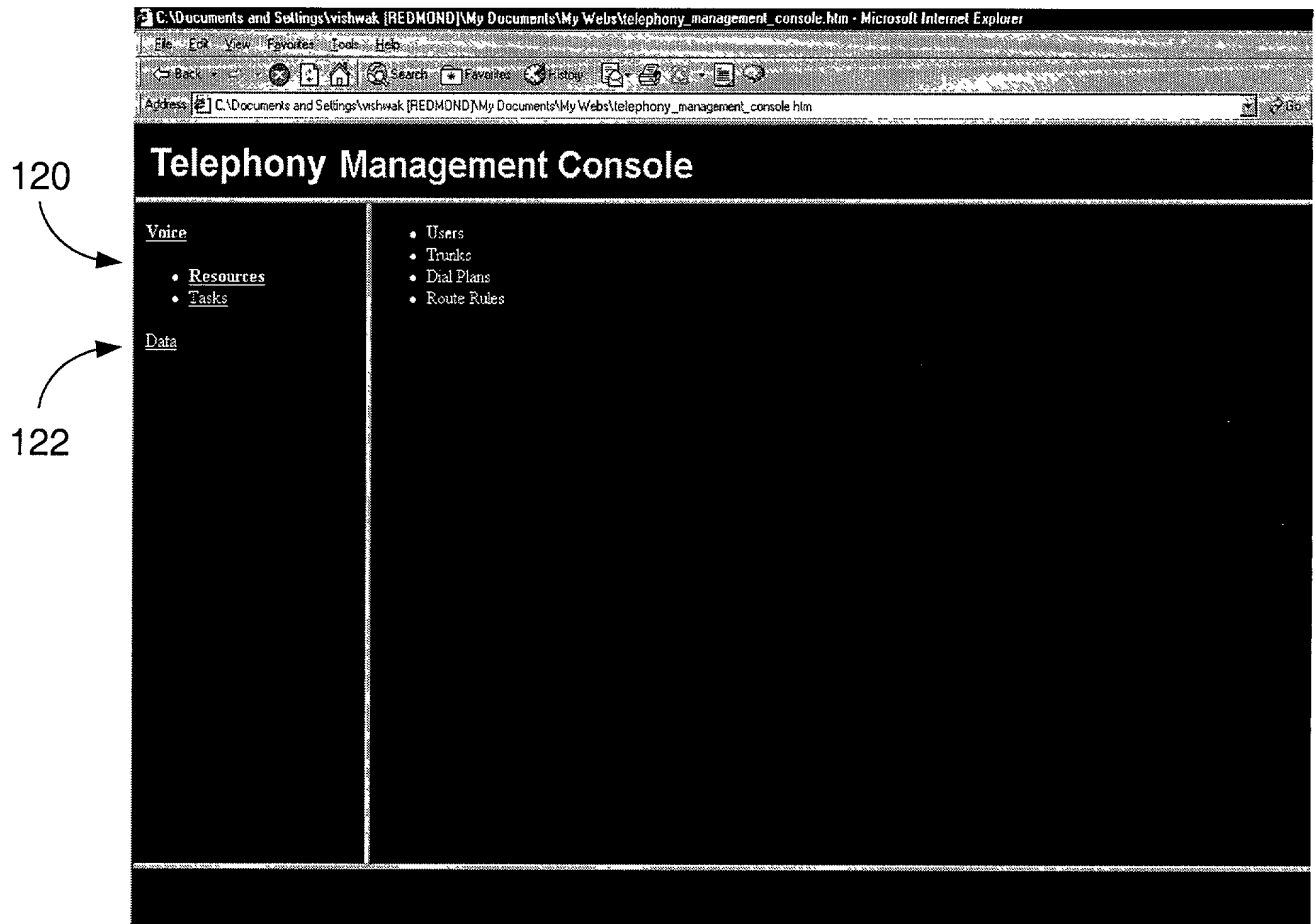 C:\Documents and Settings\vishwak [REDMOND]\My Documents\My Webs\telephony_management_console.htm - Microsoft Internet Explorer
File Edit View Favorites Tools Help
Back Search Favorites History
Address C:\Documents and Settings\vishwak [REDMOND]\My Documents\My Webs\telephony_management_console.htm Go
Telephony Management Console
120
Voice
• Resources
• Tasks
Data
122
• Users
• Trunks
• Dial Plans
• Route Rules